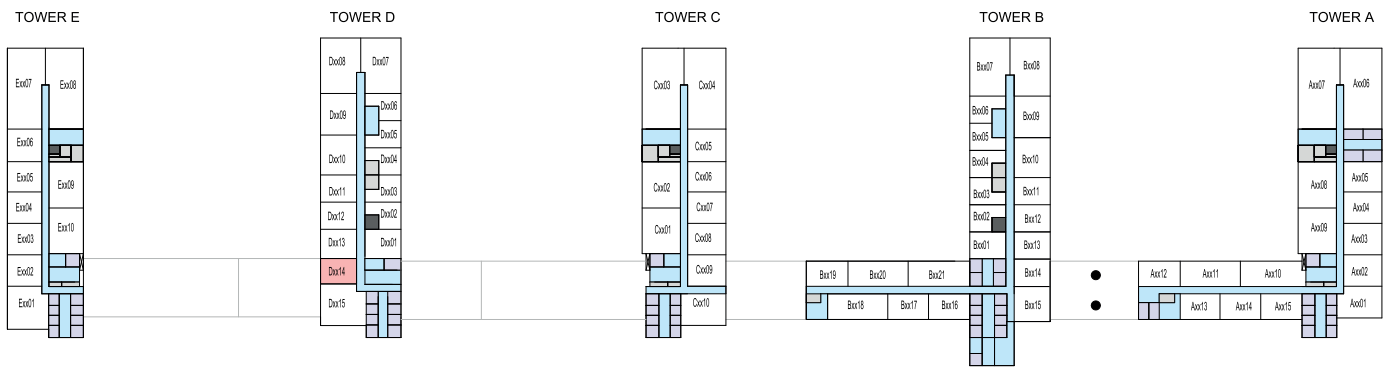 TOWER E
TOWER D
TOWER C
TOWER B
TOWER A
Exx07
Exx08
Exx06
Exx05
Exx09
Exx04
Exx10
Exx03
Exx02
Exx01
Dxx08
Dxx07
Dxx09
Dxx06
Dxx05
Dxx10
Dxx04
Dxx11
Dxx03
Dxx12
Dxx02
Dxx13
Dxx01
Dxx14
Dxx15
Cxx03
Cxx04
Cxx05
Cxx02
Cxx06
Cxx07
Cxx01
Cxx08
Cxx09
Cxx10
Bxx07
Bxx08
Bxx06
Bxx09
Bxx05
Bxx04
Bxx10
Bxx03
Bxx11
Bxx02
Bxx12
Bxx01
Bxx13
Bxx19
Bxx20
Bxx21
Bxx14
Bxx18
Bxx17
Bxx16
Bxx15
Axx07
Axx06
Axx08
Axx05
Axx04
Axx09
Axx03
Axx12
Axx11
Axx10
Axx02
Axx13
Axx14
Axx15
Axx01